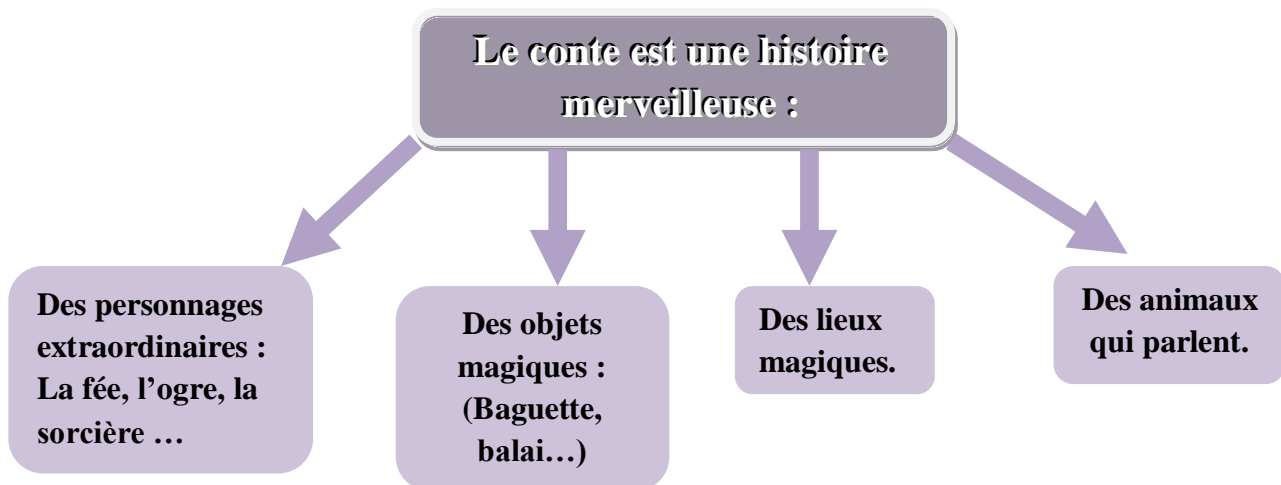 Le conte est une histoire
merveilleuse :
Des personnages
extraordinaires :
La fée, l’ogre, la
sorcière …
Des objets
magiques :
(Baguette,
balai…)
Des lieux
magiques.
Des animaux
qui parlent.